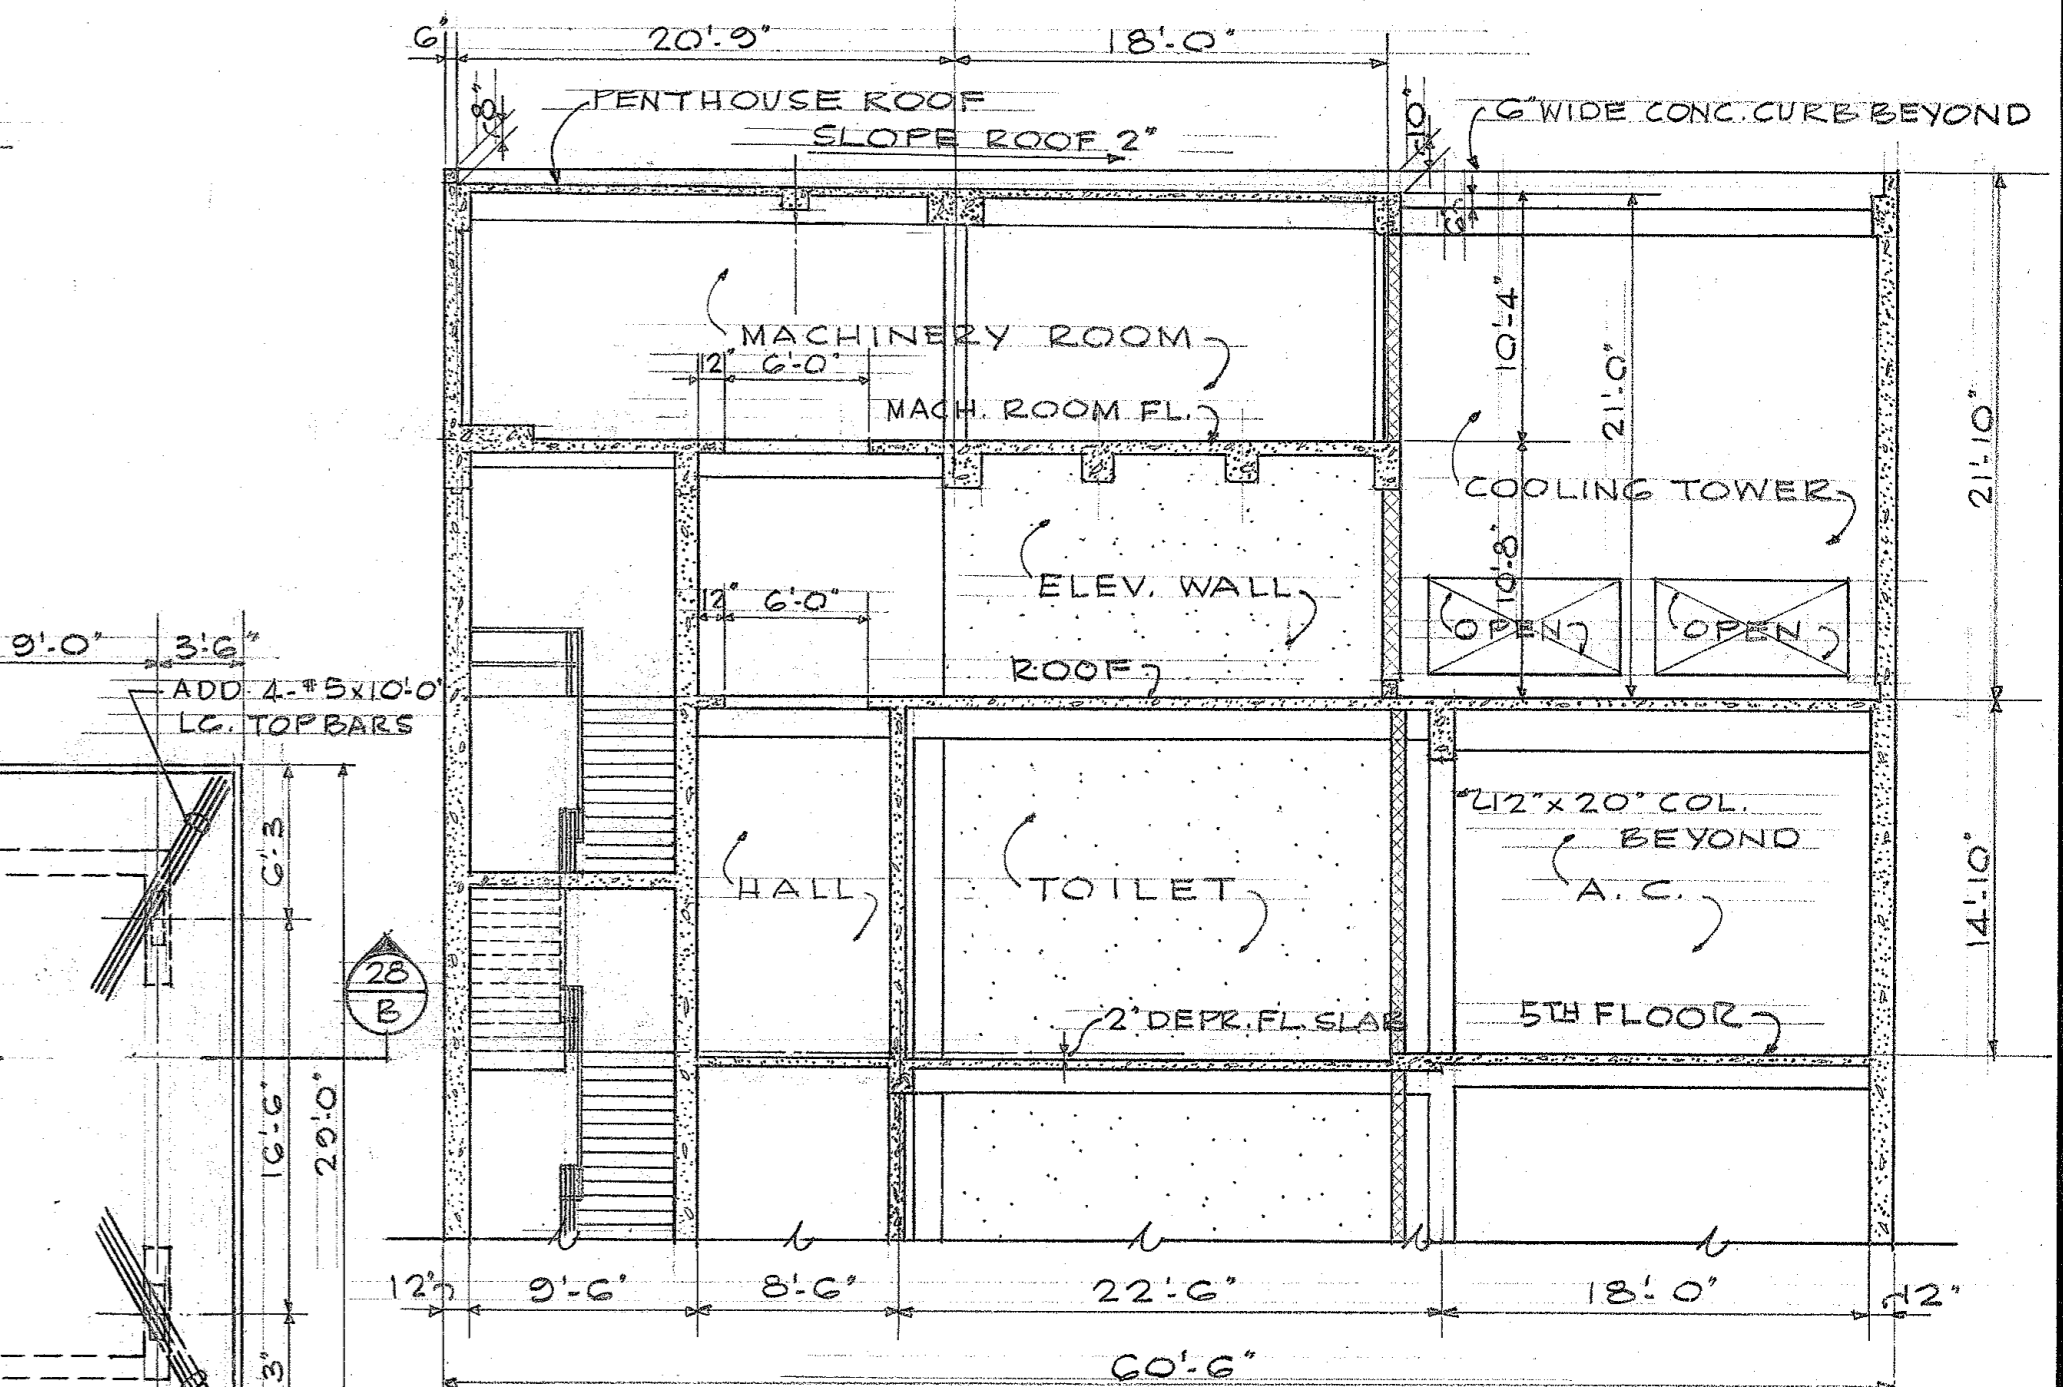 6" 20'-9" 18'-0"
8"
PENTHOUSE ROOF
SLOPE ROOF 2"
10"
6" WIDE CONC. CURB BEYOND
6"
MACHINERY ROOM
12" 6'-0"
MACH. ROOM FL.
10'-4"
21'-0"
21'-10"
COOLING TOWER
ELEV. WALL
10'-8"
12" 6'-0"
OPEN OPEN
ROOF
9'-0" 3'-6"
ADD 4-#5x10'-0"
LG. TOP BARS
12"x20" COL.
BEYOND
6'-3
HALL
TOILET
A.C.
14'-10"
28
B
2" DEPR. FL. SLAB
5TH FLOOR
16'-6"
29'-0"
12" 9'-6" 8'-6" 22'-6" 18'-0" 12"
3"
60'-6"